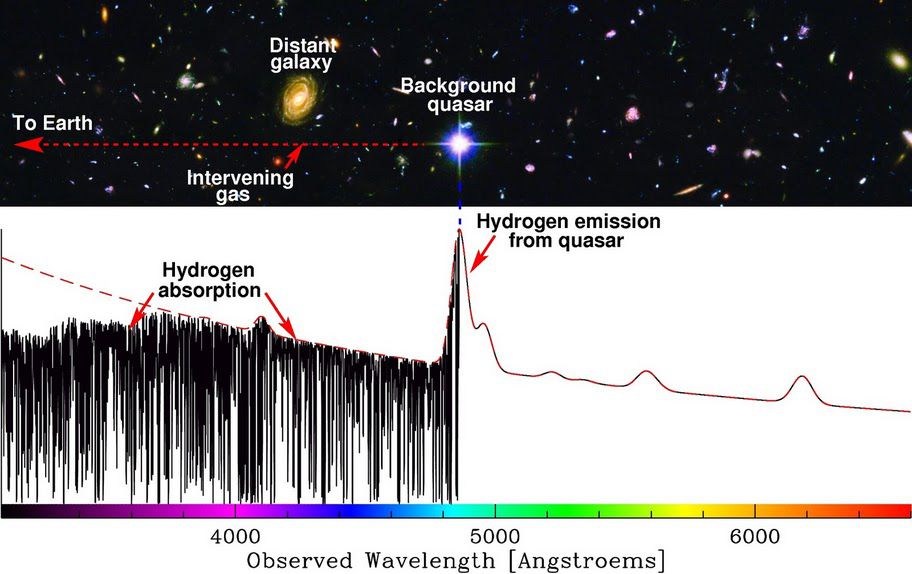 Distant
galaxy
Background
quasar
To Earth
Intervening
gas
Hydrogen emission
from quasar
Hydrogen
absorption
4000 5000 6000
Observed Wavelength [Angstroems]